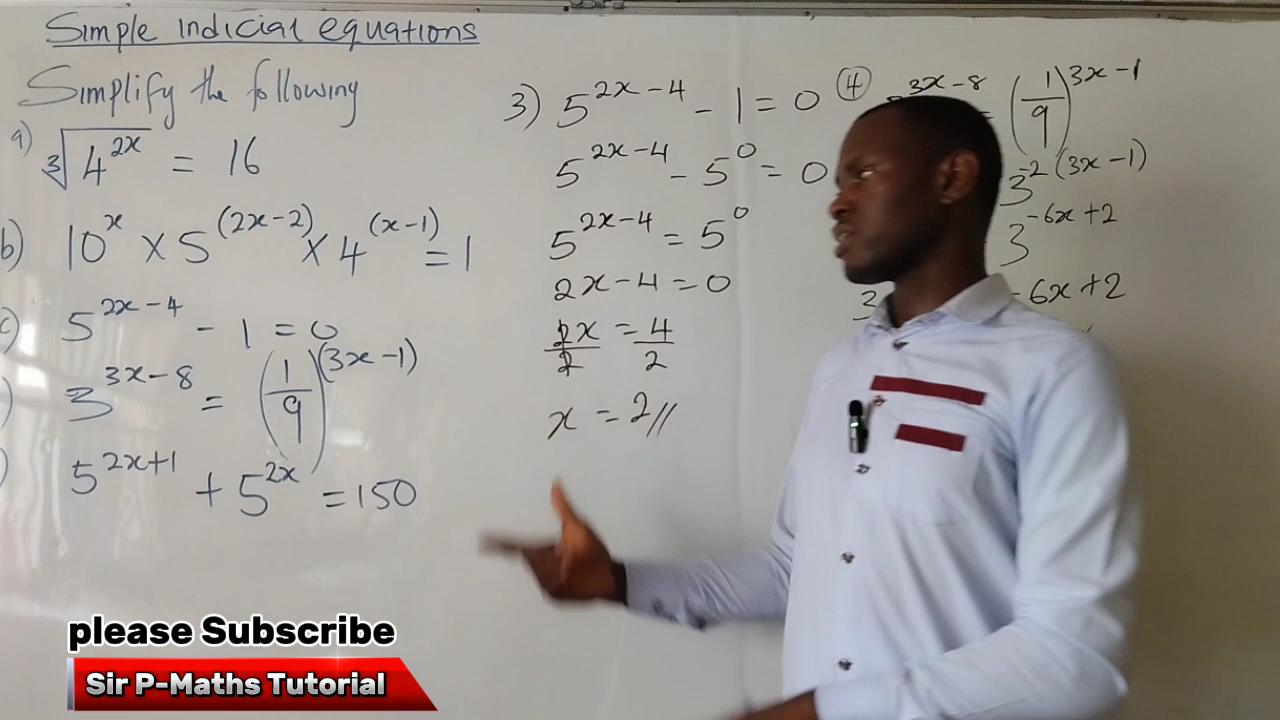 Simple indicial equations
Simplify the following
a) ∛(4^(2x)) = 16
b) 10^x × 5^(2x-2) × 4^(x-1) = 1
c) 5^(2x-4) - 1 = 0
) 3^(3x-8) = (1/9)^(3x-1)
) 5^(2x+1) + 5^(2x) = 150
3) 5^(2x-4) - 1 = 0
5^(2x-4) - 5^0 = 0
5^(2x-4) = 5^0
2x-4 = 0
2x/2 = 4/2
x = 2//
④ 3x-8 = (1/9)^(3x-1)
3^(-2(3x-1))
3^(-6x+2)
3 -6x+2
please Subscribe
Sir P-Maths Tutorial